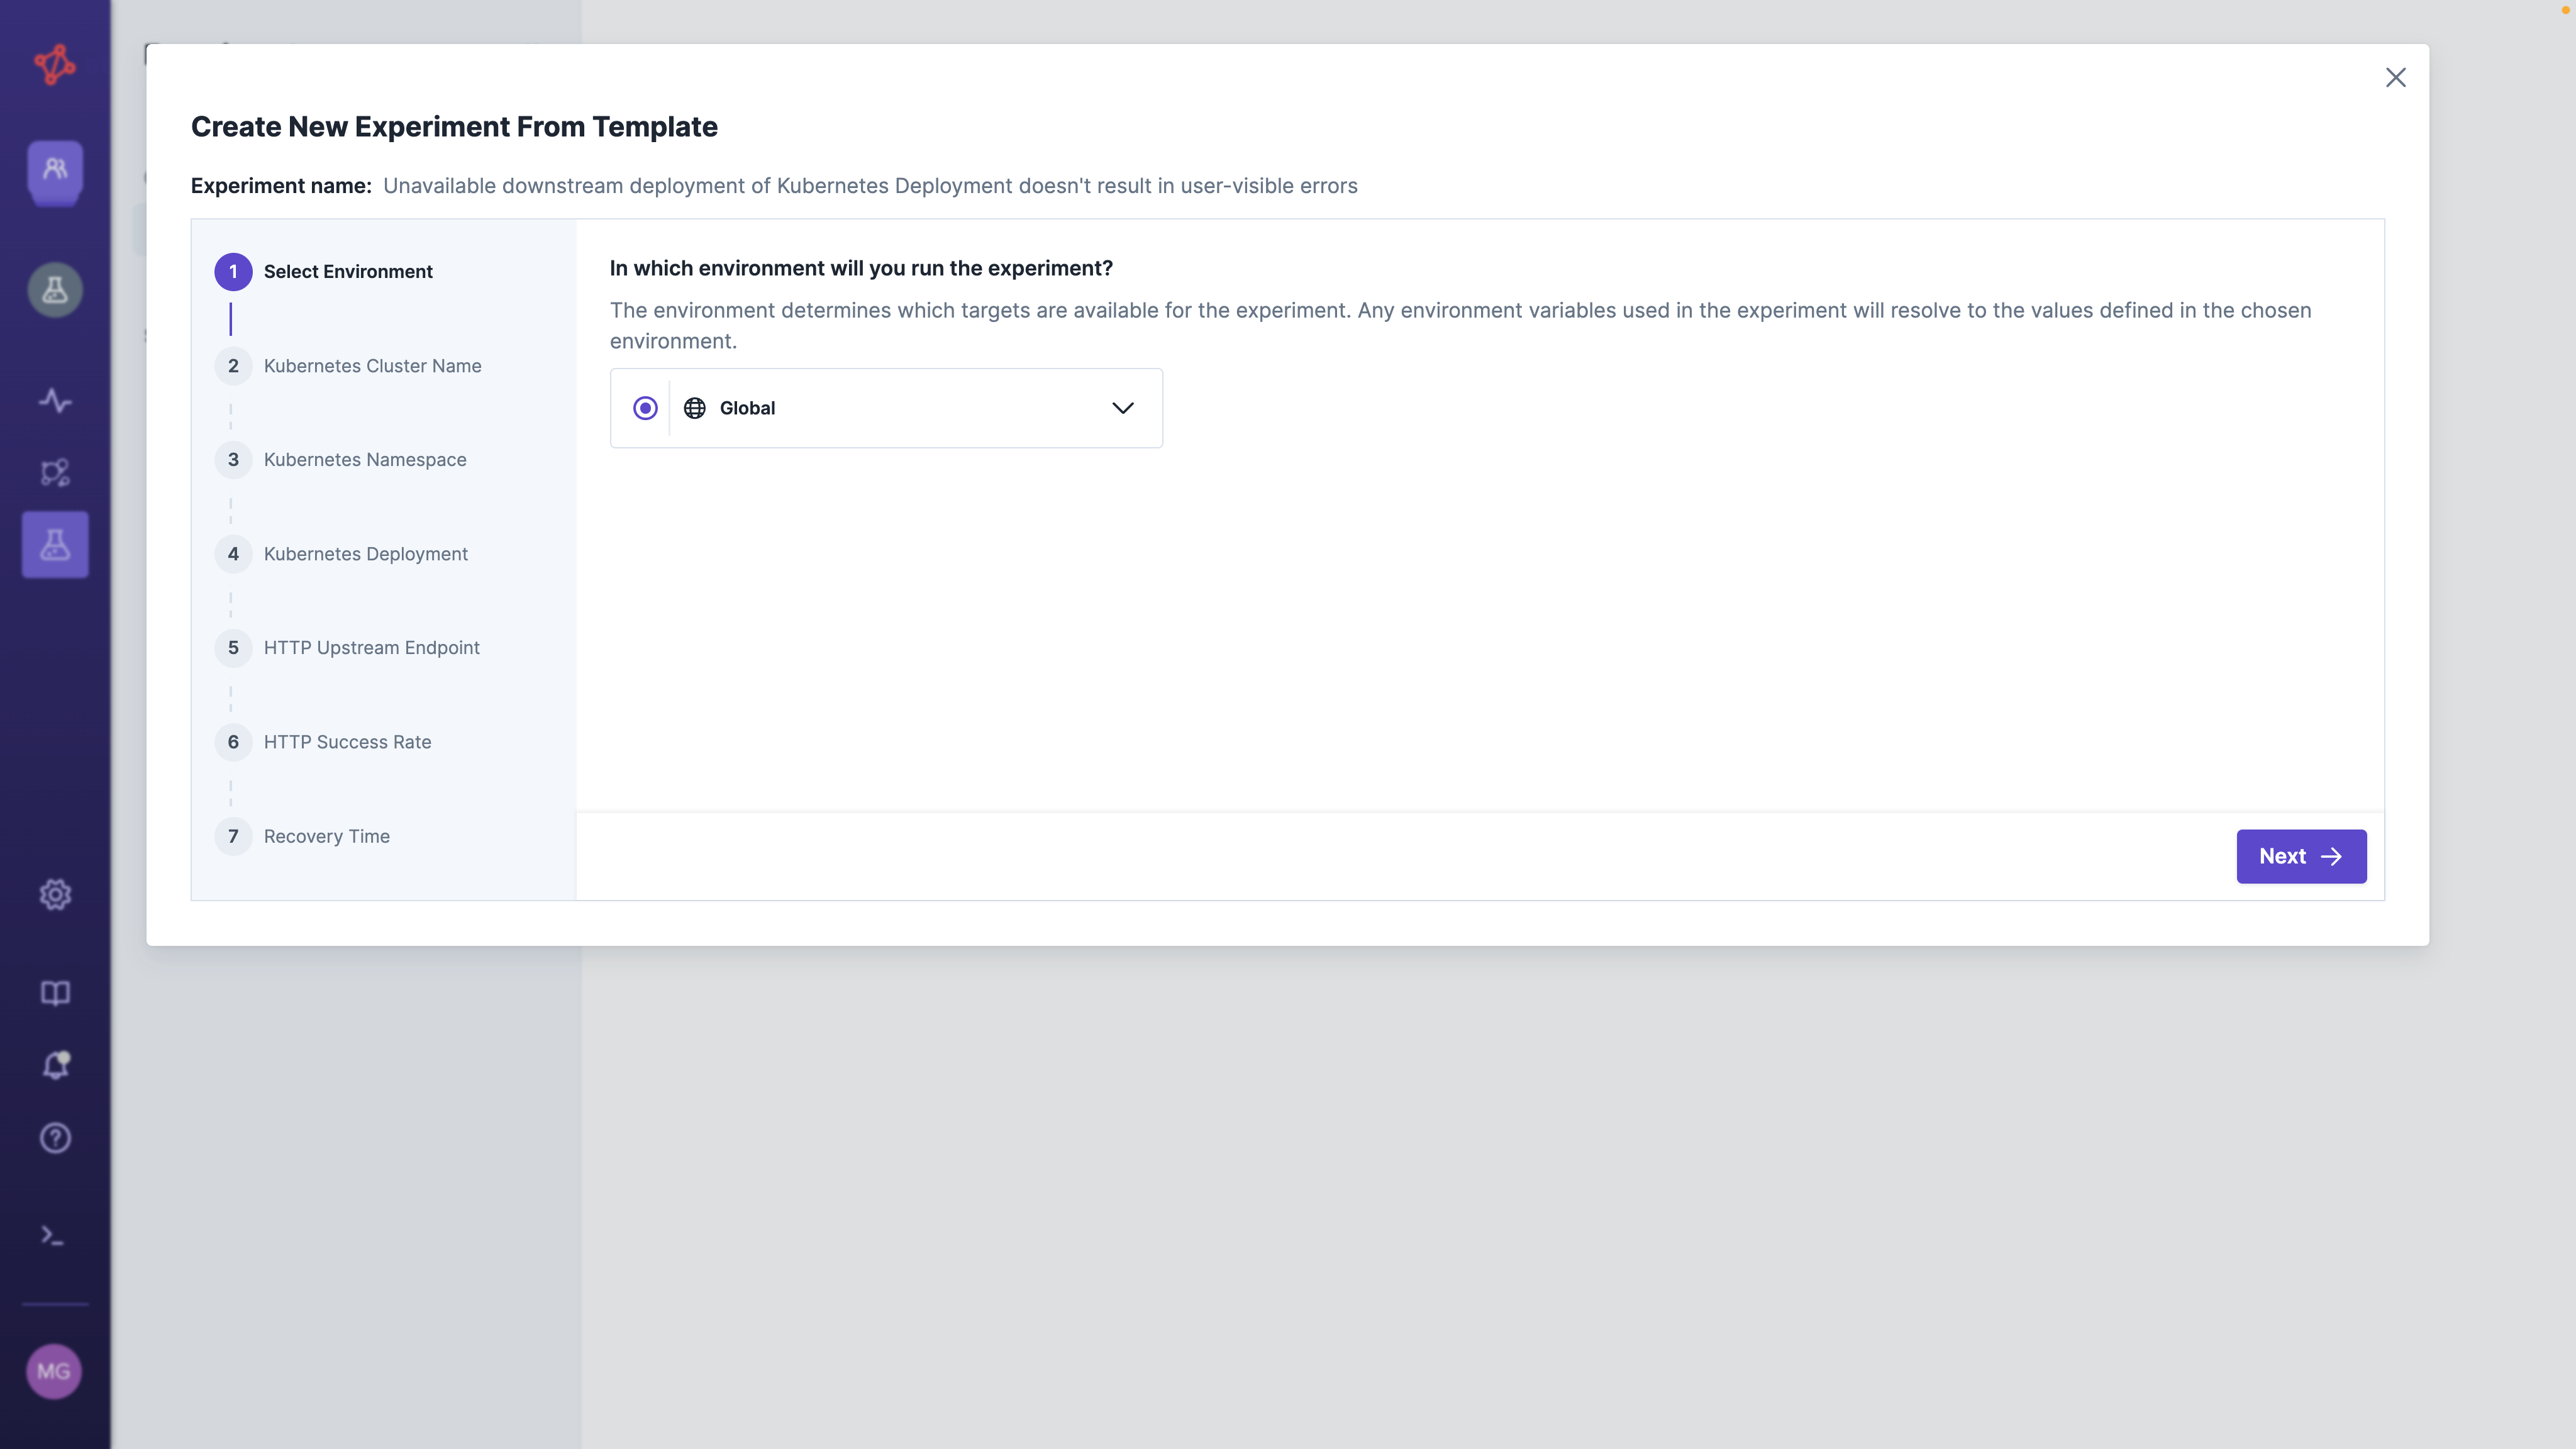 Create New Experiment From Template
Experiment name: Unavailable downstream deployment of Kubernetes Deployment doesn't result in user-visible errors
1 Select Environment
2 Kubernetes Cluster Name
3 Kubernetes Namespace
4 Kubernetes Deployment
5 HTTP Upstream Endpoint
6 HTTP Success Rate
7 Recovery Time
In which environment will you run the experiment?
The environment determines which targets are available for the experiment. Any environment variables used in the experiment will resolve to the values defined in the chosen
environment.
Global
Next
MG